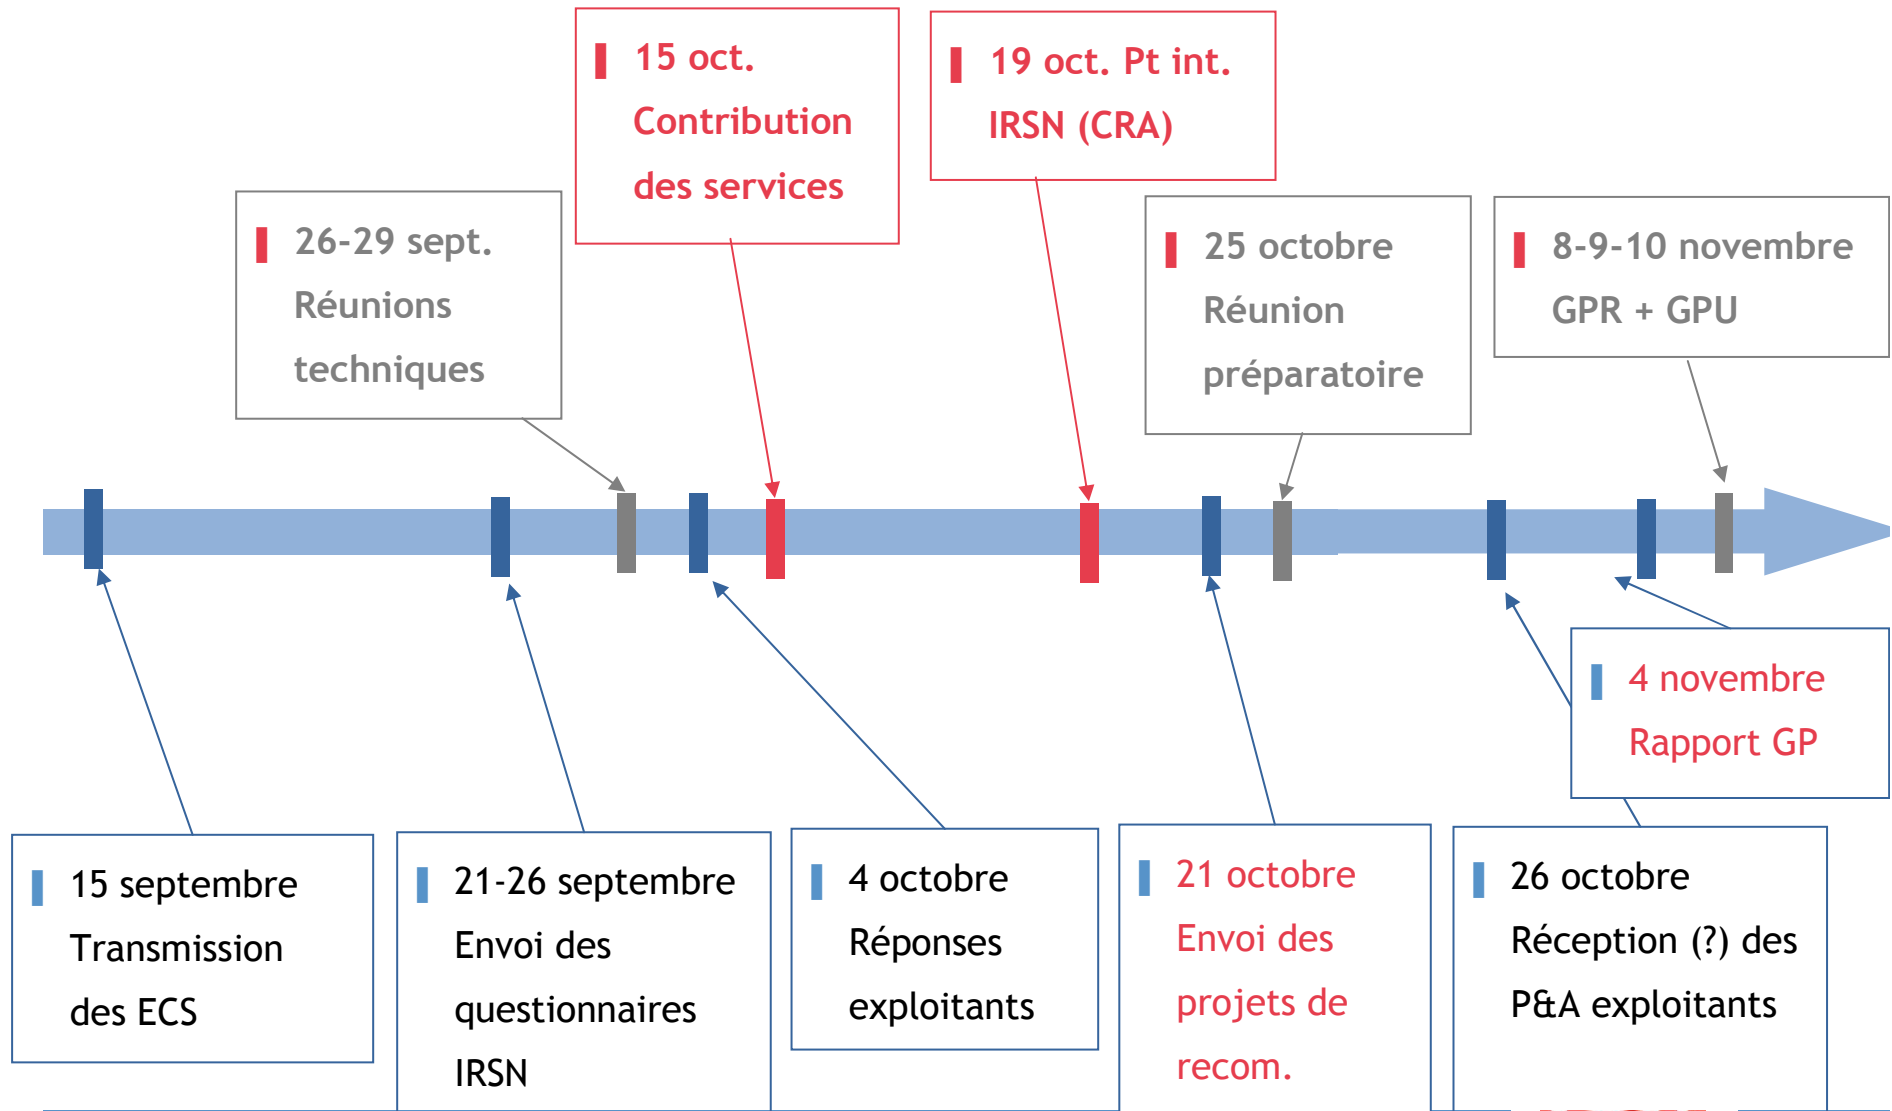 15 oct.
Contribution
des services
19 oct. Pt int.
IRSN (CRA)
26-29 sept.
Réunions
techniques
25 octobre
Réunion
préparatoire
8-9-10 novembre
GPR + GPU
4 novembre
Rapport GP
15 septembre
Transmission
des ECS
21-26 septembre
Envoi des
questionnaires
IRSN
4 octobre
Réponses
exploitants
21 octobre
Envoi des
projets de
recom.
26 octobre
Réception (?) des
P&A exploitants